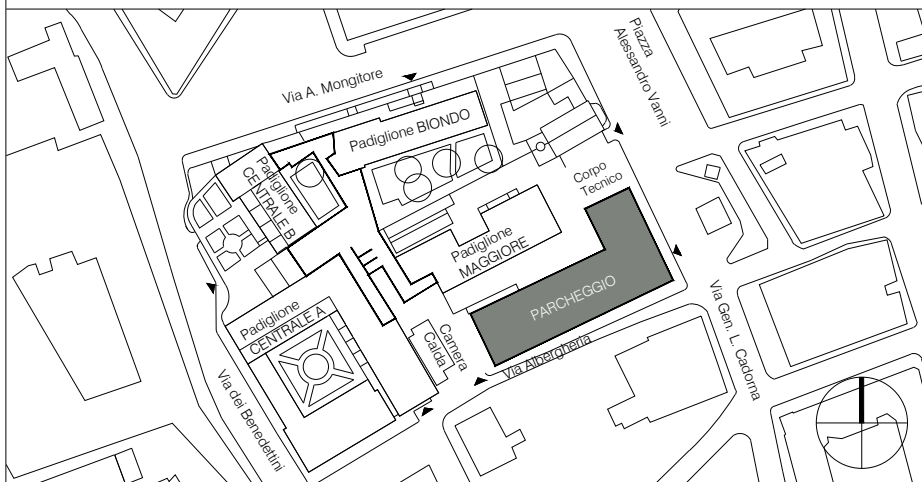 Piazza
Alessandro Vanni
Via A. Mongitore
Padiglione BIONDO
Padiglione
CENTRALE B
Corpo
Tecnico
Padiglione
MAGGIORE
PARCHEGGIO
Padiglione
CENTRALE A
Camera
Calda
Via Albergheria
Via Gen. L. Cadorna
Via dei Benedettini